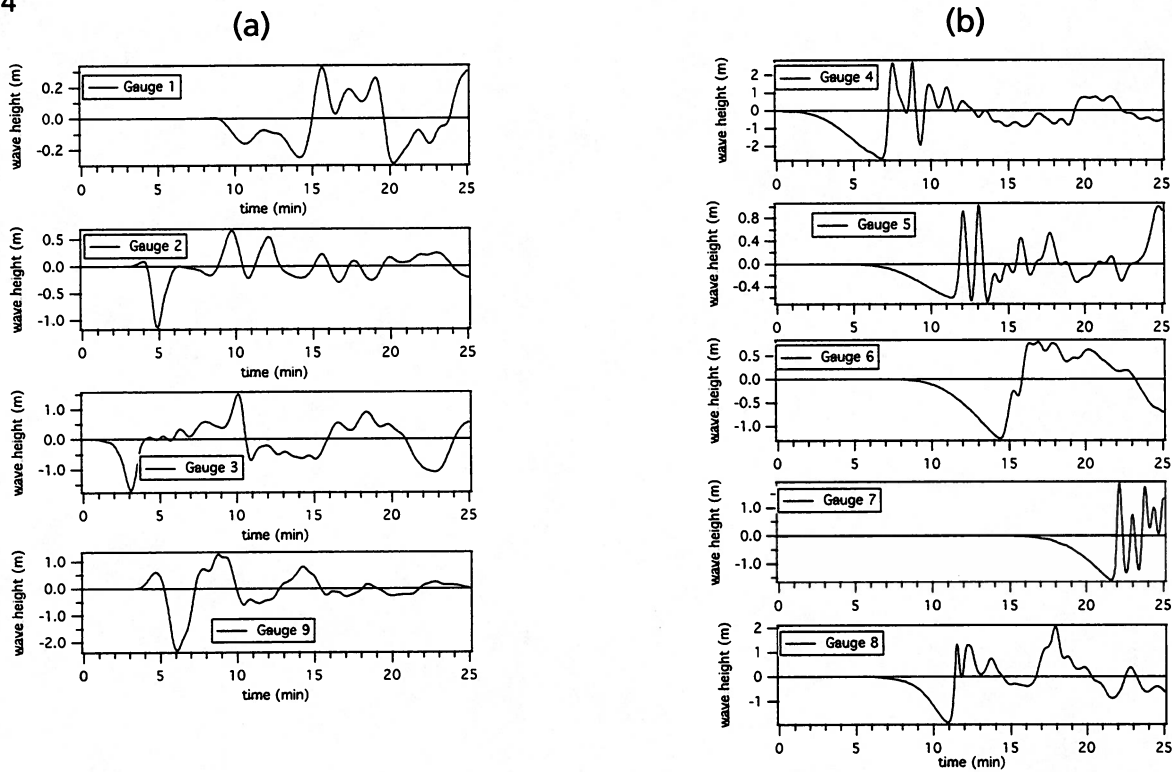 4
(a)
wave height (m)
0.2
0.0
-0.2
Gauge 1
0 5 10 15 20 25
time (min)
wave height (m)
0.5
0.0
-0.5
-1.0
Gauge 2
0 5 10 15 20 25
time (min)
wave height (m)
1.0
0.0
-1.0
Gauge 3
0 5 10 15 20 25
time (min)
wave height (m)
1.0
0.0
-1.0
-2.0
Gauge 9
0 5 10 15 20 25
time (min)
(b)
wave height (m)
2
1
0
-1
-2
Gauge 4
0 5 10 15 20 25
wave height (m)
0.8
0.4
0.0
-0.4
Gauge 5
0 5 10 15 20 25
wave height (m)
0.5
0.0
-0.5
-1.0
Gauge 6
0 5 10 15 20 25
wave height (m)
1.0
0.0
-1.0
Gauge 7
0 5 10 15 20 25
wave height (m)
2
1
0
-1
Gauge 8
0 5 10 15 20 25
time (min)